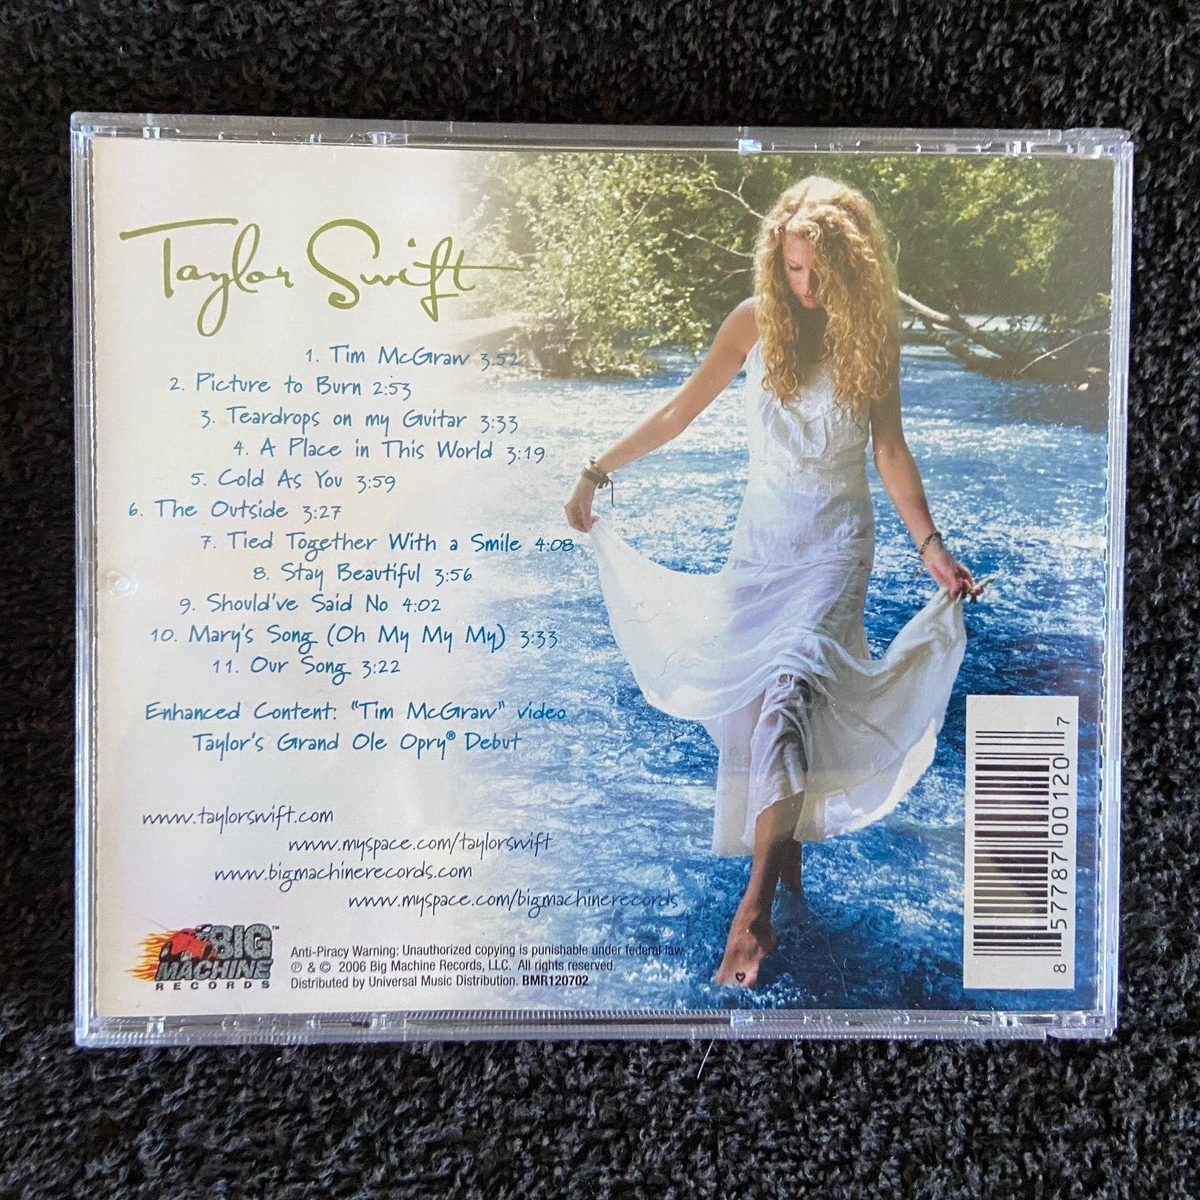 Taylor Swift
1. Tim McGraw 3:52
2. Picture to Burn 2:53
3. Teardrops on my Guitar 3:33
4. A Place in This World 3:19
5. Cold As You 3:59
6. The Outside 3:27
7. Tied Together With a Smile 4:08
8. Stay Beautiful 3:56
9. Should've Said No 4:02
10. Mary's Song (Oh My My My) 3:33
11. Our Song 3:22
Enhanced Content: "Tim McGraw" video
Taylor's Grand Ole Opry® Debut
www.taylorswift.com
www.myspace.com/taylorswift
www.bigmachinerecords.com
www.myspace.com/bigmachinerecords
BIG™
MACHINE
RECORDS
Anti-Piracy Warning: Unauthorized copying is punishable under federal law.
℗ & © 2006 Big Machine Records, LLC. All rights reserved.
Distributed by Universal Music Distribution. BMR120702
8 57787 00120 7